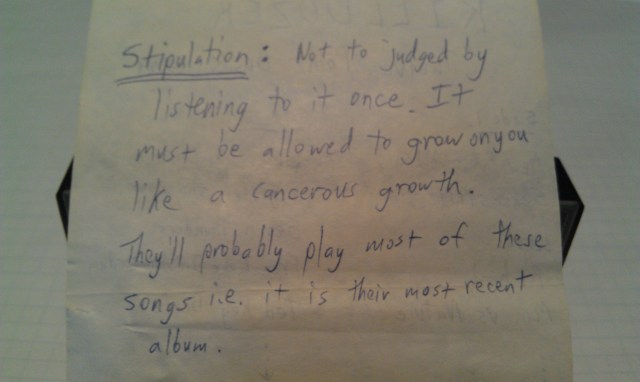 Stipulation: Not to judged by
listening to it once. It
must be allowed to grow on you
like a cancerous growth.
They'll probably play most of these
songs i.e. it is their most recent
album.